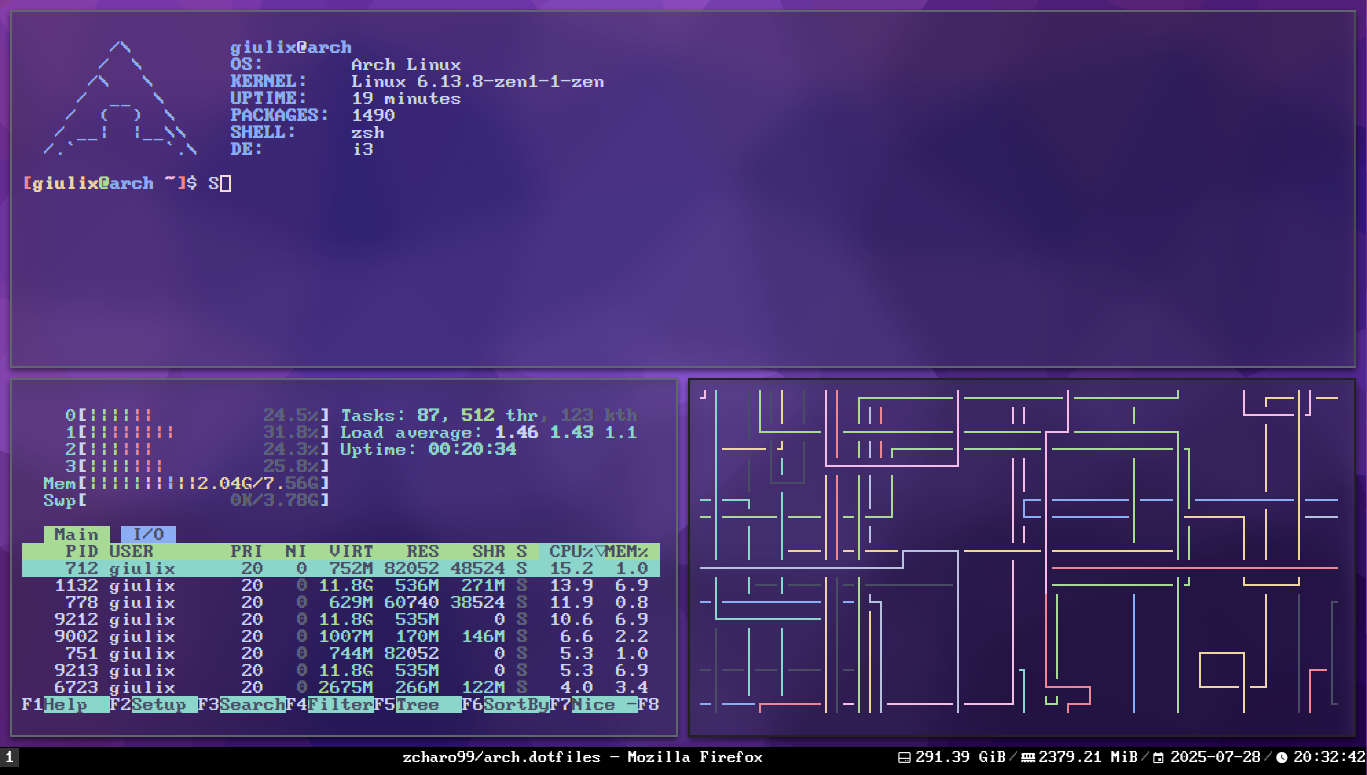 giulix@arch
OS: Arch Linux
KERNEL: Linux 6.13.8-zen1-1-zen
UPTIME: 19 minutes
PACKAGES: 1490
SHELL: zsh
DE: i3
[giulix@arch ~]$ S
0[|||||| 24.5%] Tasks: 87, 512 thr, 123 kth
1[|||||||| 31.8%] Load average: 1.46 1.43 1.1
2[|||||| 24.3%] Uptime: 00:20:34
3[||||||| 25.8%]
Mem[||||||||||2.04G/7.56G]
Swp[ 0K/3.78G]
Main I/O
PID USER PRI NI VIRT RES SHR S CPU%▽MEM%
712 giulix 20 0 752M 82052 48524 S 15.2 1.0
1132 giulix 20 0 11.8G 536M 271M S 13.9 6.9
778 giulix 20 0 629M 60740 38524 S 11.9 0.8
9212 giulix 20 0 11.8G 535M 0 S 10.6 6.9
9002 giulix 20 0 1007M 170M 146M S 6.6 2.2
751 giulix 20 0 744M 82052 0 S 5.3 1.0
9213 giulix 20 0 11.8G 535M 0 S 5.3 6.9
6723 giulix 20 0 2675M 266M 122M S 4.0 3.4
F1Help F2Setup F3SearchF4FilterF5Tree F6SortByF7Nice -F8
1 zcharo99/arch.dotfiles — Mozilla Firefox 291.39 GiB / 2379.21 MiB / 2025-07-28 / 20:32:42